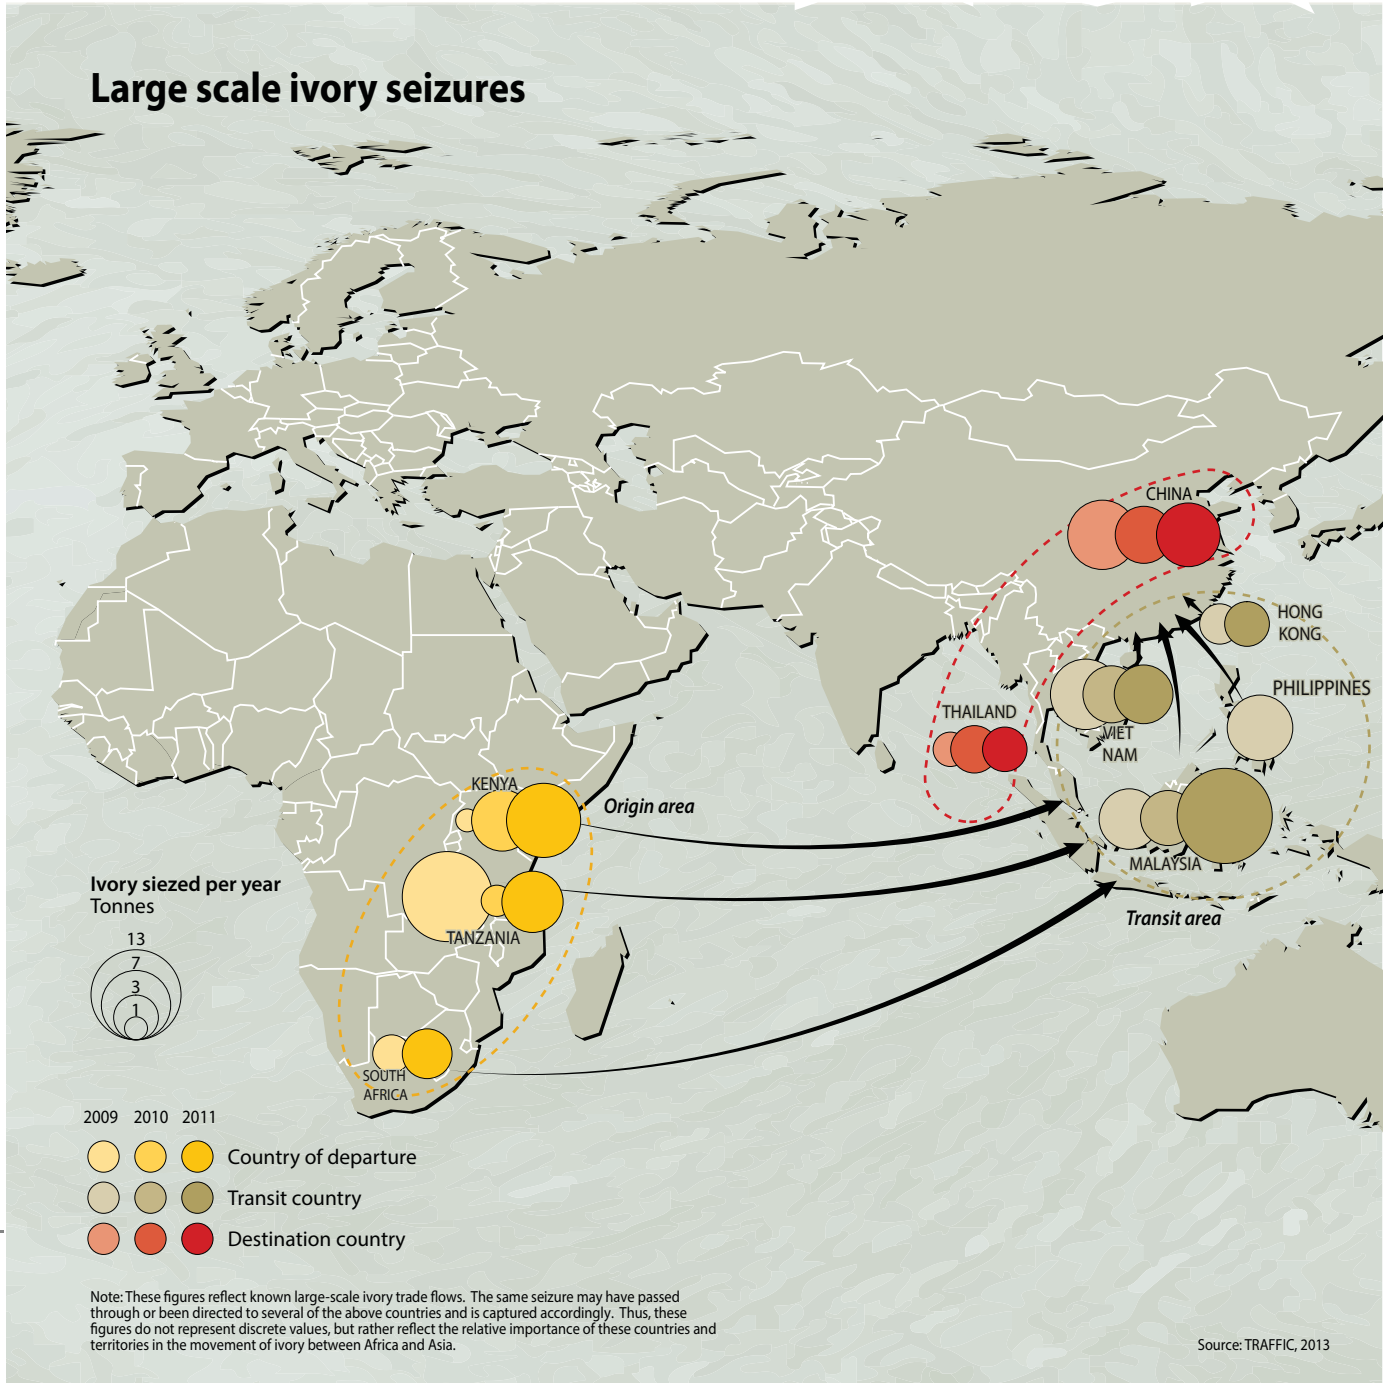 Large scale ivory seizures
CHINA
HONG
KONG
PHILIPPINES
THAILAND
VIET
NAM
KENYA
Origin area
MALAYSIA
Ivory siezed per year
Tonnes
Transit area
TANZANIA
13
7
3
1
SOUTH
AFRICA
2009 2010 2011
Country of departure
Transit country
Destination country
Note: These figures reflect known large-scale ivory trade flows. The same seizure may have passed
through or been directed to several of the above countries and is captured accordingly. Thus, these
figures do not represent discrete values, but rather reflect the relative importance of these countries and
territories in the movement of ivory between Africa and Asia.
Source: TRAFFIC, 2013